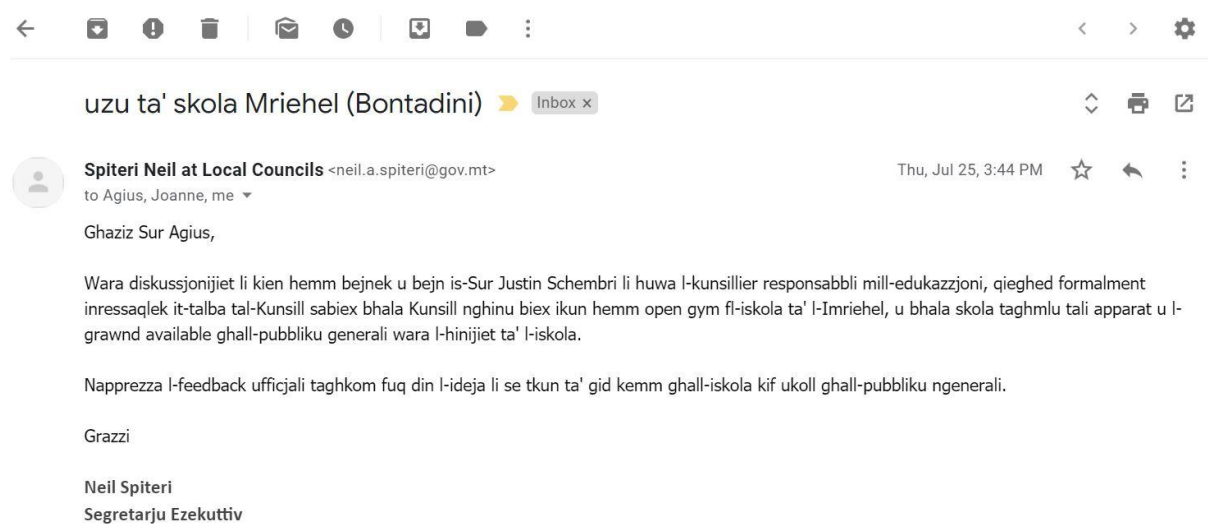 uzu ta' skola Mriehel (Bontadini) Inbox x
Spiteri Neil at Local Councils <neil.a.spiteri@gov.mt> Thu, Jul 25, 3:44 PM
to Agius, Joanne, me
Ghaziz Sur Agius,
Wara diskussjonijiet li kien hemm bejnek u bejn is-Sur Justin Schembri li huwa l-kunsillier responsabbli mill-edukazzjoni, qieghed formalment
inressaqlek it-talba tal-Kunsill sabiex bhala Kunsill nghinu biex ikun hemm open gym fl-iskola ta' l-Imriehel, u bhala skola taghmlu tali apparat u l-
grawnd available ghall-pubbliku generali wara l-hinijiet ta' l-iskola.
Napprezza l-feedback ufficjali taghkom fuq din l-ideja li se tkun ta' gid kemm ghall-iskola kif ukoll ghall-pubbliku ngenerali.
Grazzi
Neil Spiteri
Segretarju Ezekuttiv